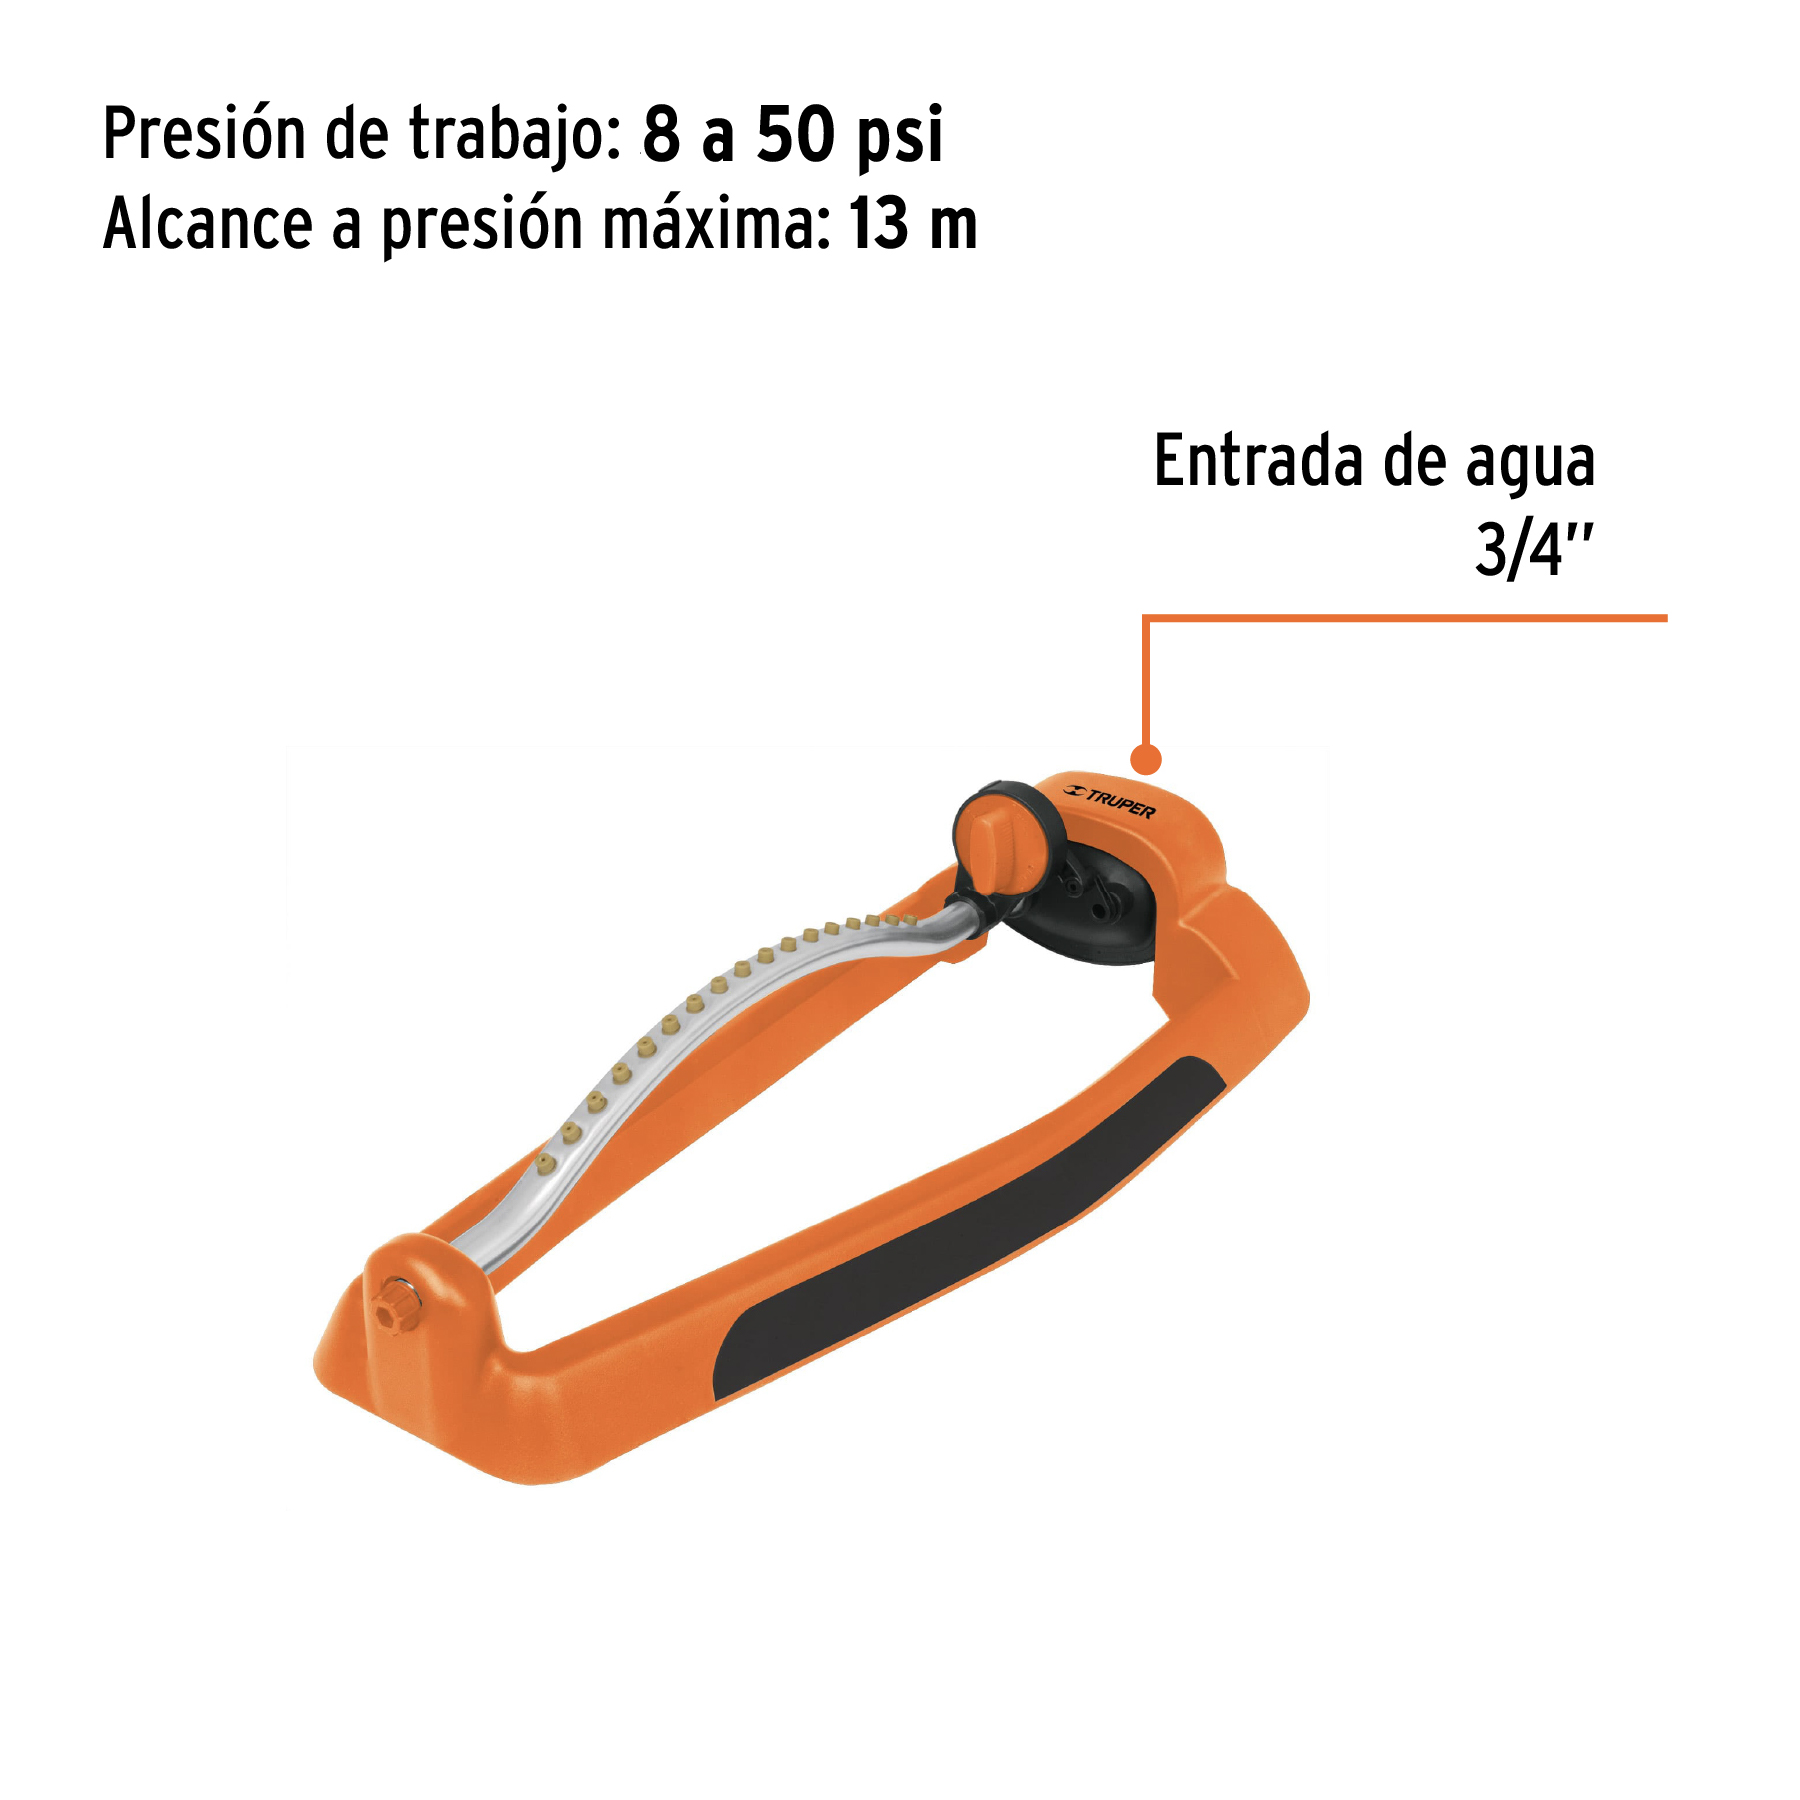 Presión de trabajo: 8 a 50 psi
Alcance a presión máxima: 13 m
Entrada de agua
3/4"
TRUPER